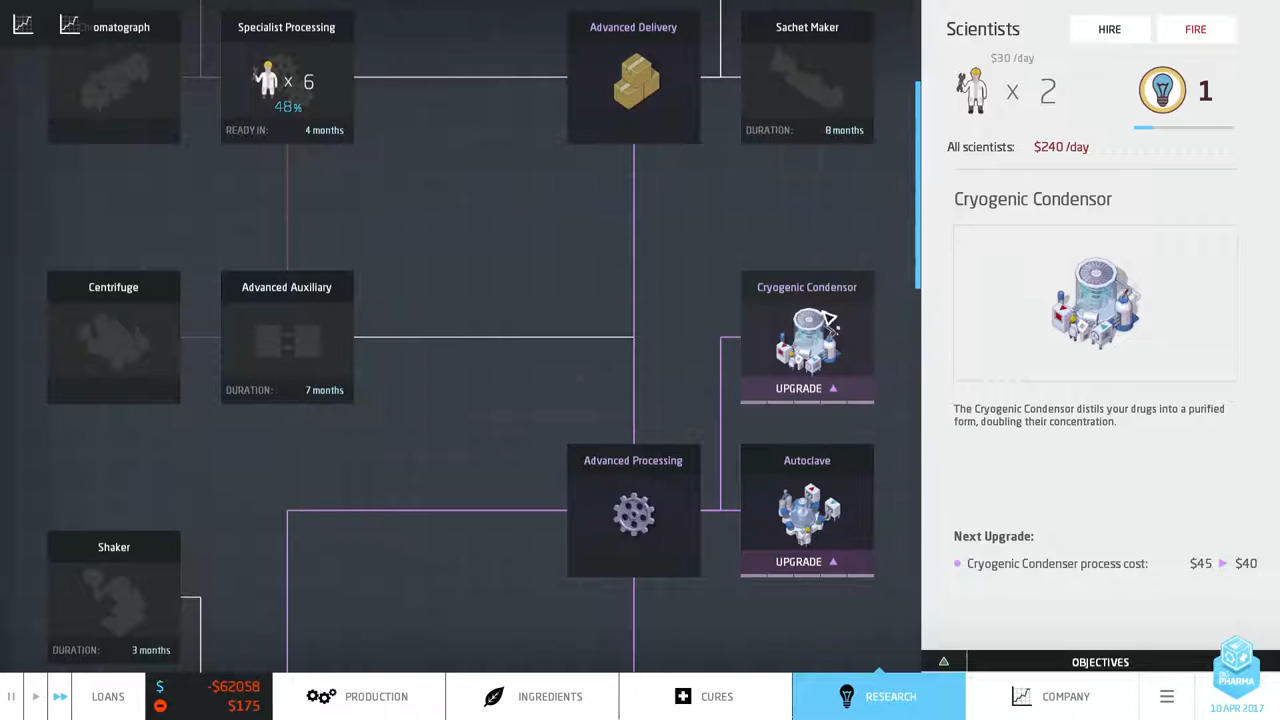 omatograph
Specialist Processing
x 6
48%
READY IN: 4 months
Advanced Delivery
Sachet Maker
DURATION: 8 months
Scientists
HIRE
FIRE
$30 /day
x 2
1
All scientists: $240 /day
Cryogenic Condensor
The Cryogenic Condensor distils your drugs into a purified
form, doubling their concentration.
Next Upgrade:
Cryogenic Condenser process cost: $45 ▶ $40
Centrifuge
Advanced Auxiliary
DURATION: 7 months
Cryogenic Condensor
UPGRADE
Advanced Processing
Autoclave
UPGRADE
Shaker
DURATION: 3 months
OBJECTIVES
LOANS
$ -$62058
$175
PRODUCTION
INGREDIENTS
CURES
RESEARCH
COMPANY
BIG
PHARMA
10 APR 2017